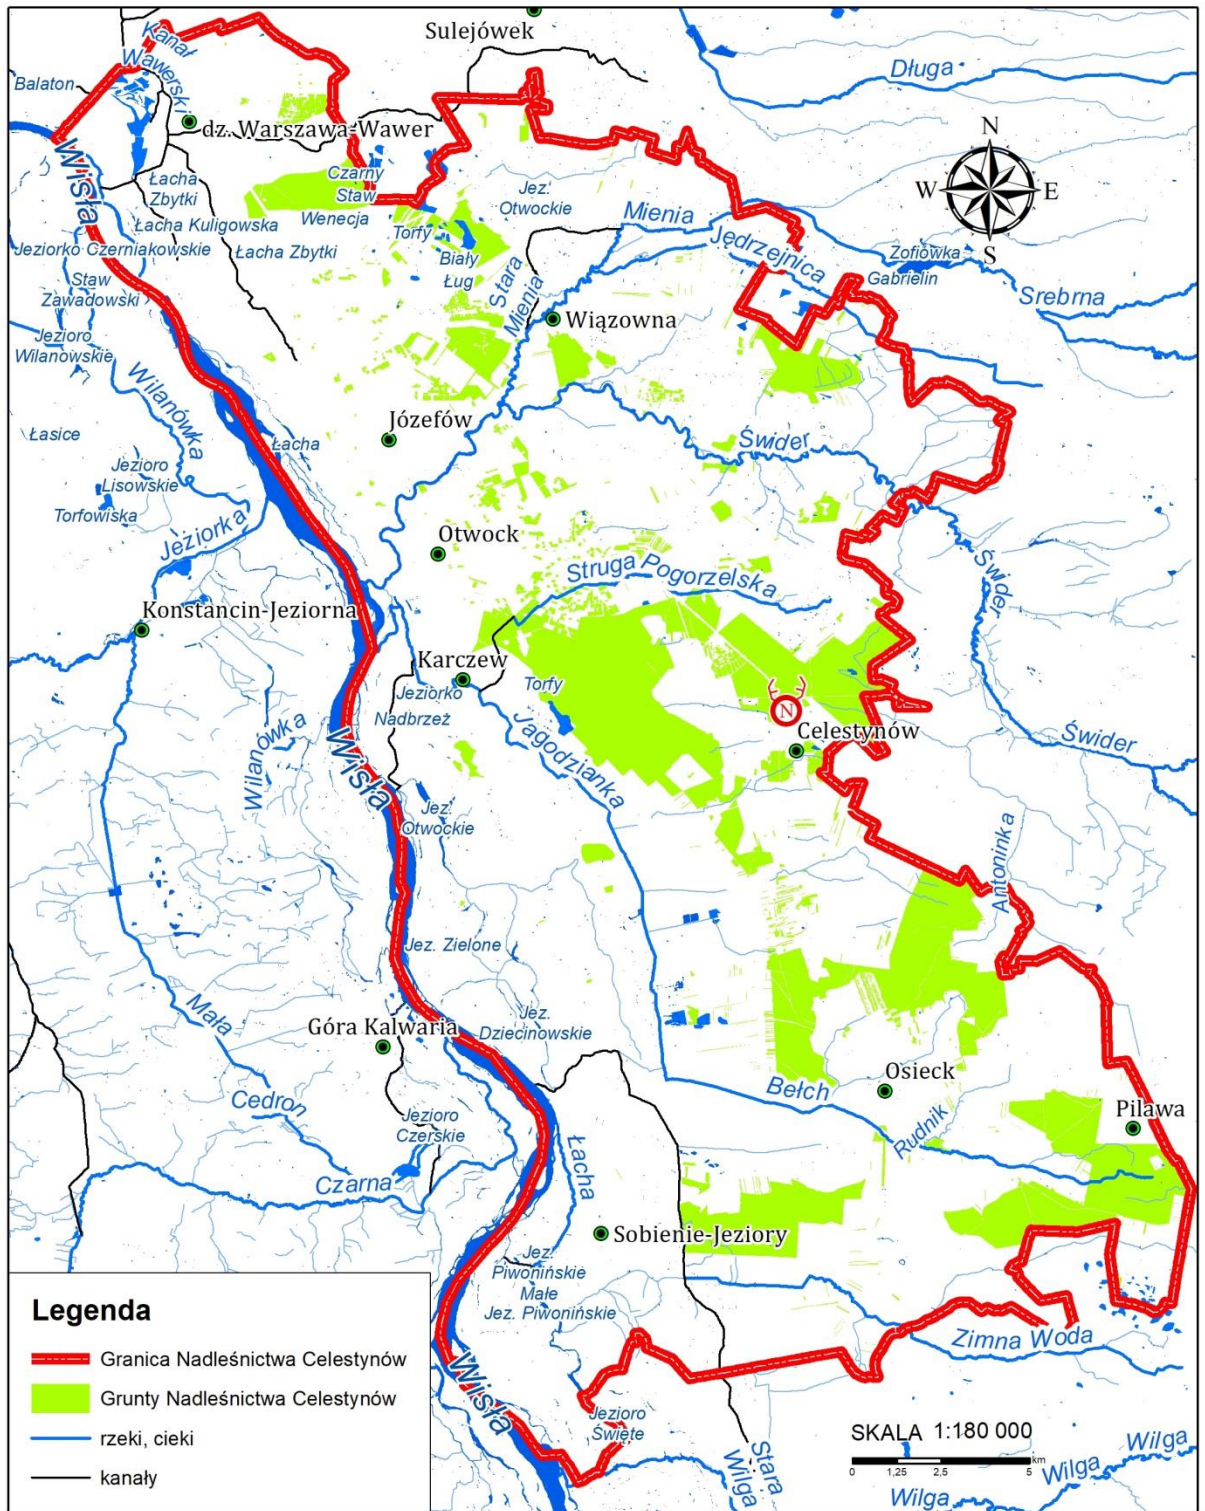 Sulejówek
Kanał
Wawerski
Balaton
Długa
dz. Warszawa-Wawer
N
W
E
S
Wisła
Łacha
Zbytki
Czarny
Staw
Wenecja
Jez.
Otwockie
Łacha Kuligowska
Torfy
Mienia
Jeziorko Czerniakowskie
Łacha Zbytki
Biały
Ług
Jędrzejnica
Zofiówka
Gabrielin
Staw
Zawadowski
Stara
Mienia
Srebrna
Wiązowna
Jezioro
Wilanowskie
Wilanówka
Józefów
Łasice
Łacha
Świder
Jezioro
Lisowskie
Torfowiska
Jeziorka
Otwock
Struga Pogorzelska
Świder
Konstancin-Jeziorna
Karczew
Jeziorko
Torfy
Nadbrzeż
N
Jagodzianka
Celestynów
Wilanówka
Wisła
Świder
Jez.
Otwockie
Antoninka
Jez. Zielone
Mała
Góra Kalwaria
Jez.
Dziecinowskie
Osieck
Bełch
Cedron
Pilawa
Jezioro
Czerskie
Rudnik
Łacha
Czarna
Sobienie-Jeziory
Jez.
Piwonińskie
Małe
Jez. Piwonińskie
Zimna Woda
Wisła
Jezioro
Święte
Stara
Wilga
Wilga
Wilga
Wilga
Legenda
Granica Nadleśnictwa Celestynów
Grunty Nadleśnictwa Celestynów
rzeki, cieki
kanały
SKALA 1:180 000
km
0 1,25 2,5 5